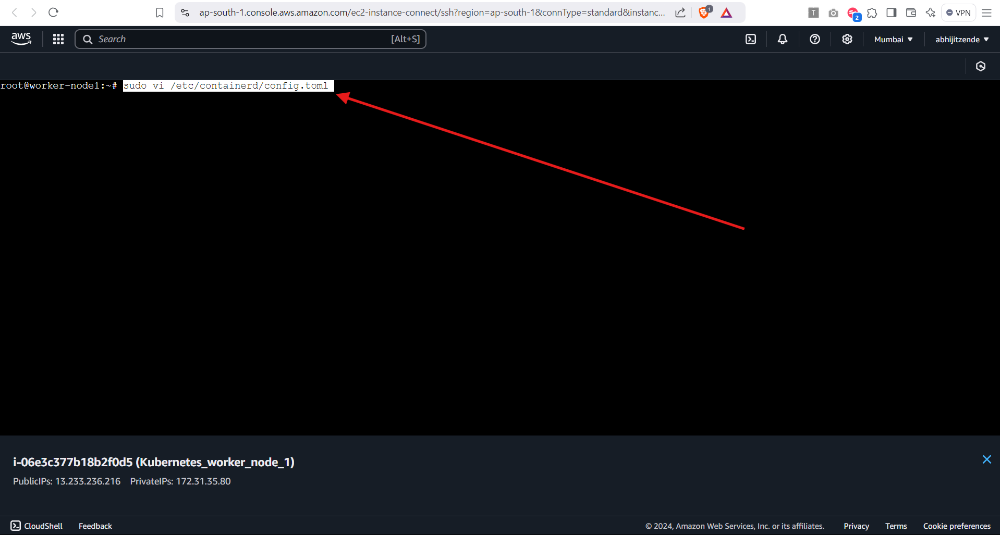 ap-south-1.console.aws.amazon.com/ec2-instance-connect/ssh?region=ap-south-1&connType=standard&instanc...
1
T
2
VPN
aws
Search
[Alt+S]
Mumbai
abhijitzende
root@worker-node1:~# sudo vi /etc/containerd/config.toml
i-06e3c377b18b2f0d5 (Kubernetes_worker_node_1)
PublicIPs: 13.233.236.216 PrivateIPs: 172.31.35.80
CloudShell Feedback © 2024, Amazon Web Services, Inc. or its affiliates. Privacy Terms Cookie preferences